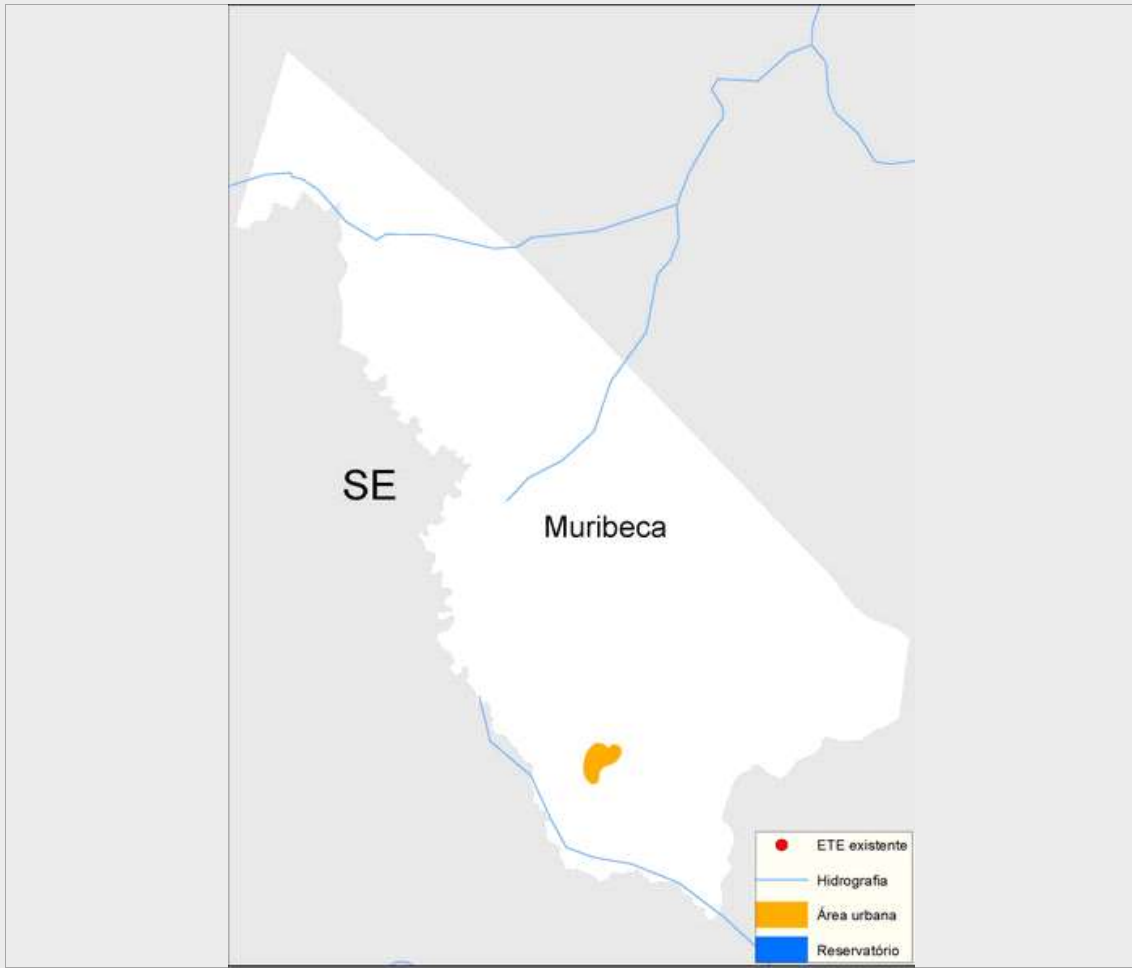 SE
Muribeca
ETE existente
Hidrografia
Área urbana
Reservatório